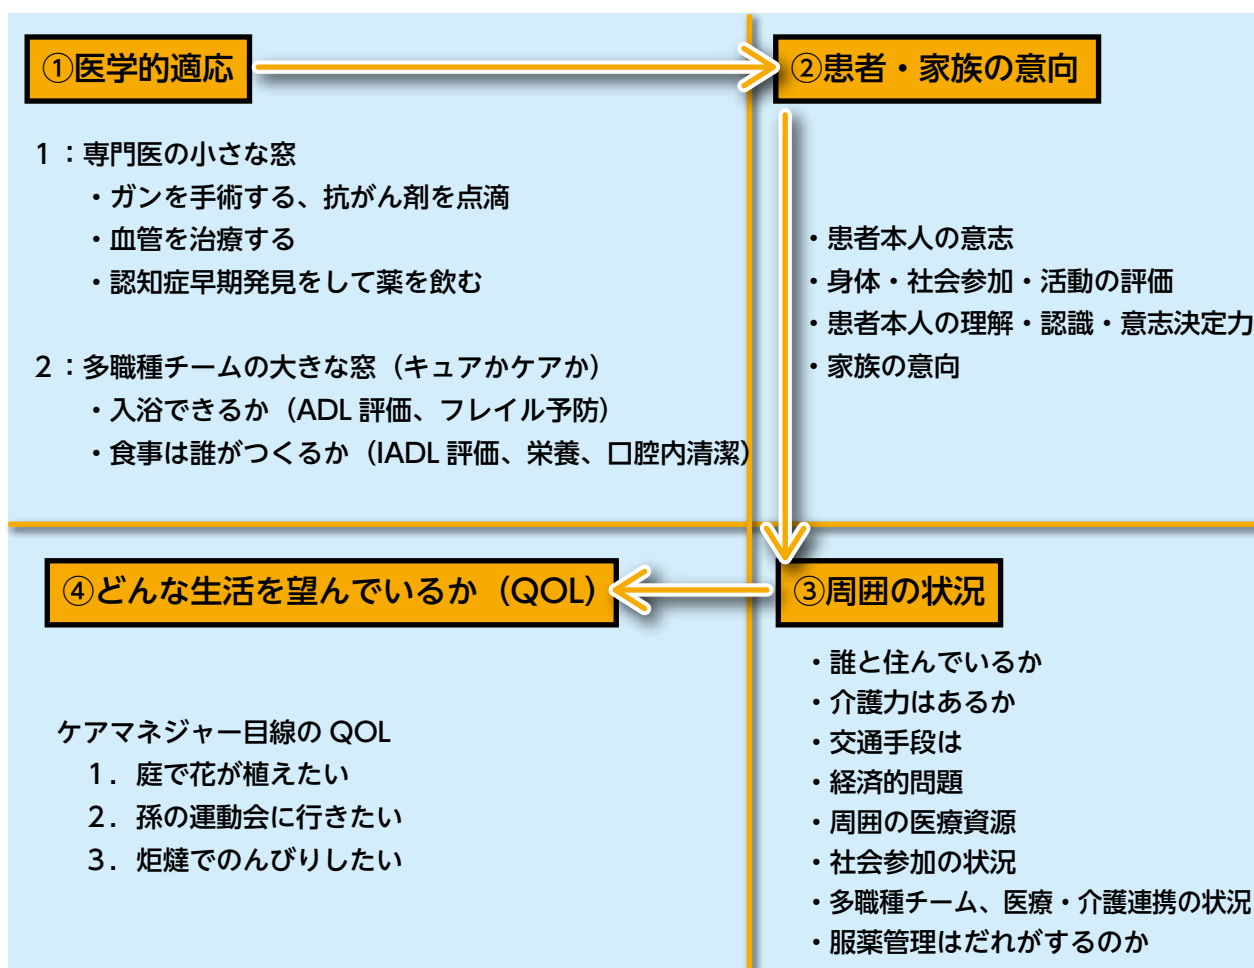 ①医学的適応
1：専門医の小さな窓
・ガンを手術する、抗がん剤を点滴
・血管を治療する
・認知症早期発見をして薬を飲む
2：多職種チームの大きな窓（キュアかケアか）
・入浴できるか（ADL 評価、フレイル予防）
・食事は誰がつくるか（IADL 評価、栄養、口腔内清潔）
②患者・家族の意向
・患者本人の意志
・身体・社会参加・活動の評価
・患者本人の理解・認識・意志決定力
・家族の意向
③周囲の状況
・誰と住んでいるか
・介護力はあるか
・交通手段は
・経済的問題
・周囲の医療資源
・社会参加の状況
・多職種チーム、医療・介護連携の状況
・服薬管理はだれがするのか
④どんな生活を望んでいるか（QOL）
ケアマネジャー目線の QOL
1．庭で花が植えたい
2．孫の運動会に行きたい
3．炬燵でのんびりしたい